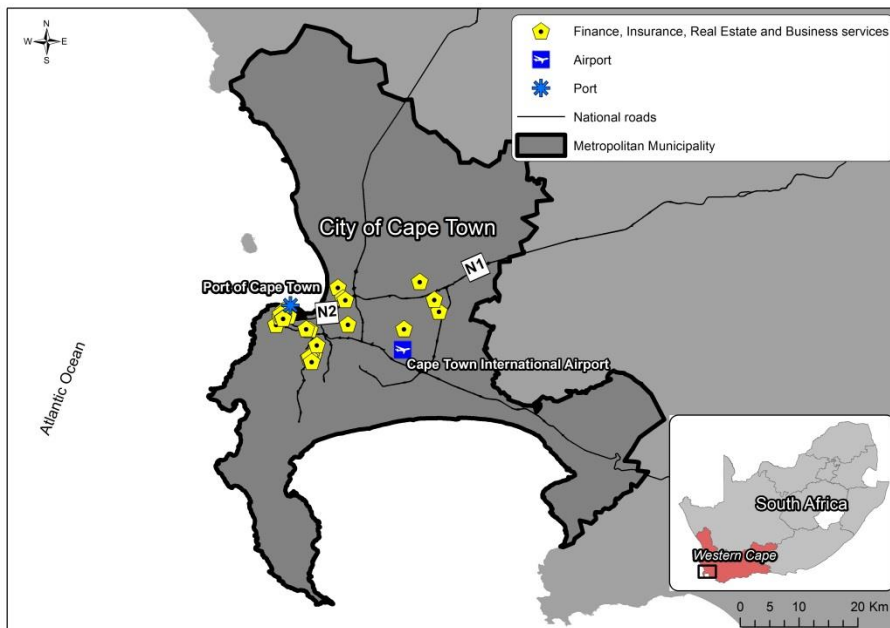 N
W E
S
Finance, Insurance, Real Estate and Business services
Airport
Port
National roads
Metropolitan Municipality
City of Cape Town
N1
Port of Cape Town
N2
Cape Town International Airport
Atlantic Ocean
South Africa
Western Cape
0 5 10 20 Km